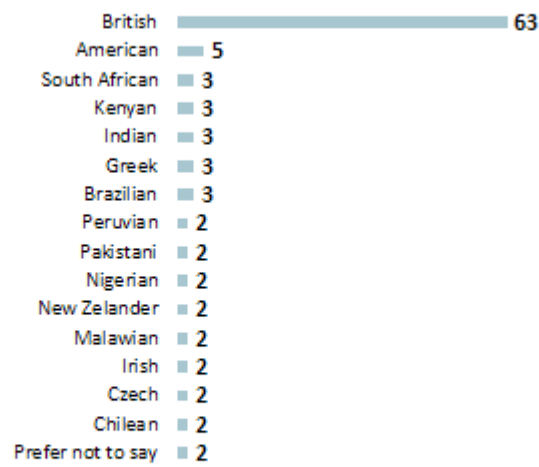 British 63
American 5
South African 3
Kenyan 3
Indian 3
Greek 3
Brazilian 3
Peruvian 2
Pakistani 2
Nigerian 2
New Zelander 2
Malawian 2
Irish 2
Czech 2
Chilean 2
Prefer not to say 2